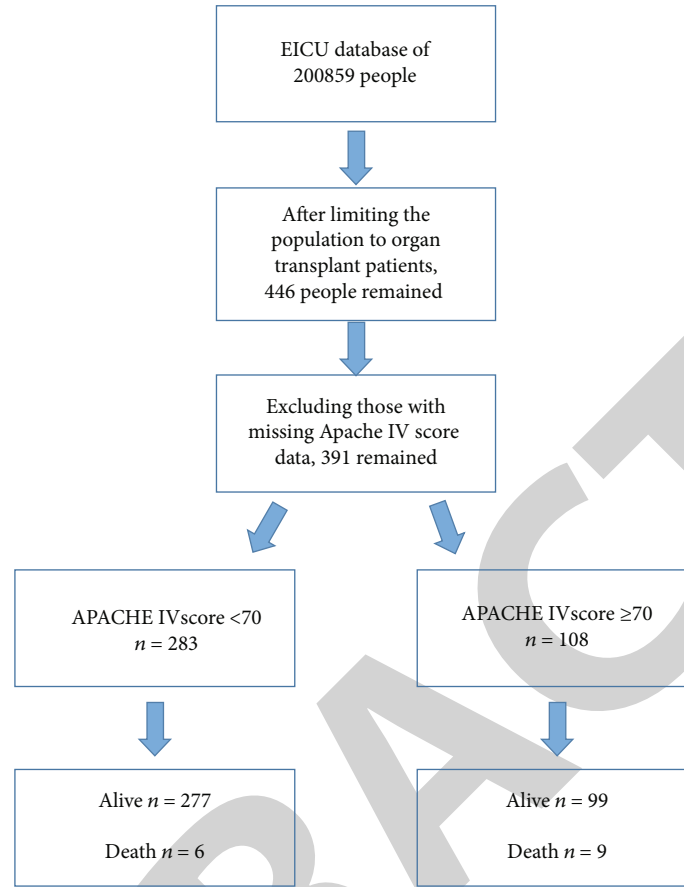 EICU database of
200859 people
After limiting the
population to organ
transplant patients,
446 people remained
Excluding those with
missing Apache IV score
data, 391 remained
APACHE IVscore <70
n = 283
APACHE IVscore ≥70
n = 108
Alive n = 277
Death n = 6
Alive n = 99
Death n = 9